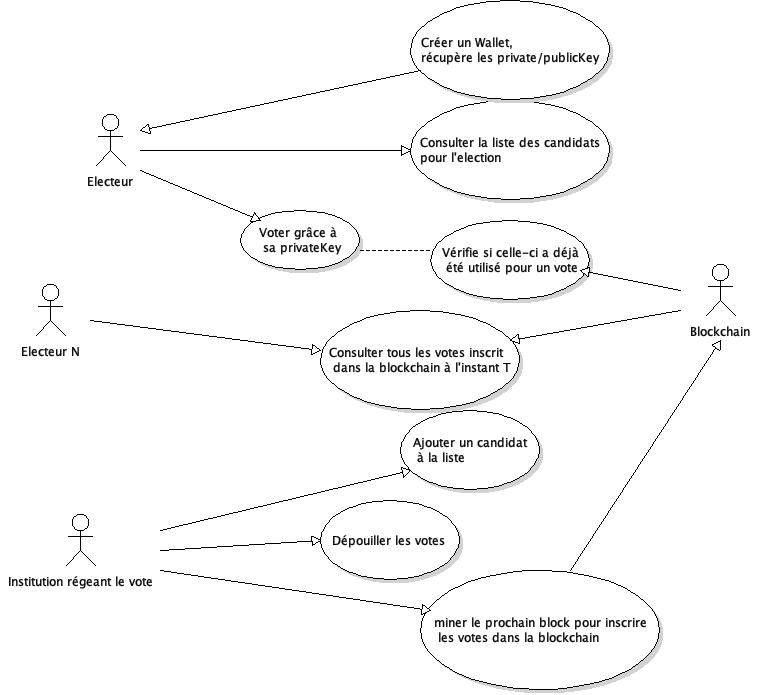 Créer un Wallet,
récupère les private/publicKey
Consulter la liste des candidats
pour l'election
Electeur
Voter grâce à
sa privateKey
Vérifie si celle-ci a déjà
été utilisé pour un vote
Blockchain
Electeur N
Consulter tous les votes inscrit
dans la blockchain à l'instant T
Ajouter un candidat
à la liste
Dépouiller les votes
Institution régeant le vote
miner le prochain block pour inscrire
les votes dans la blockchain